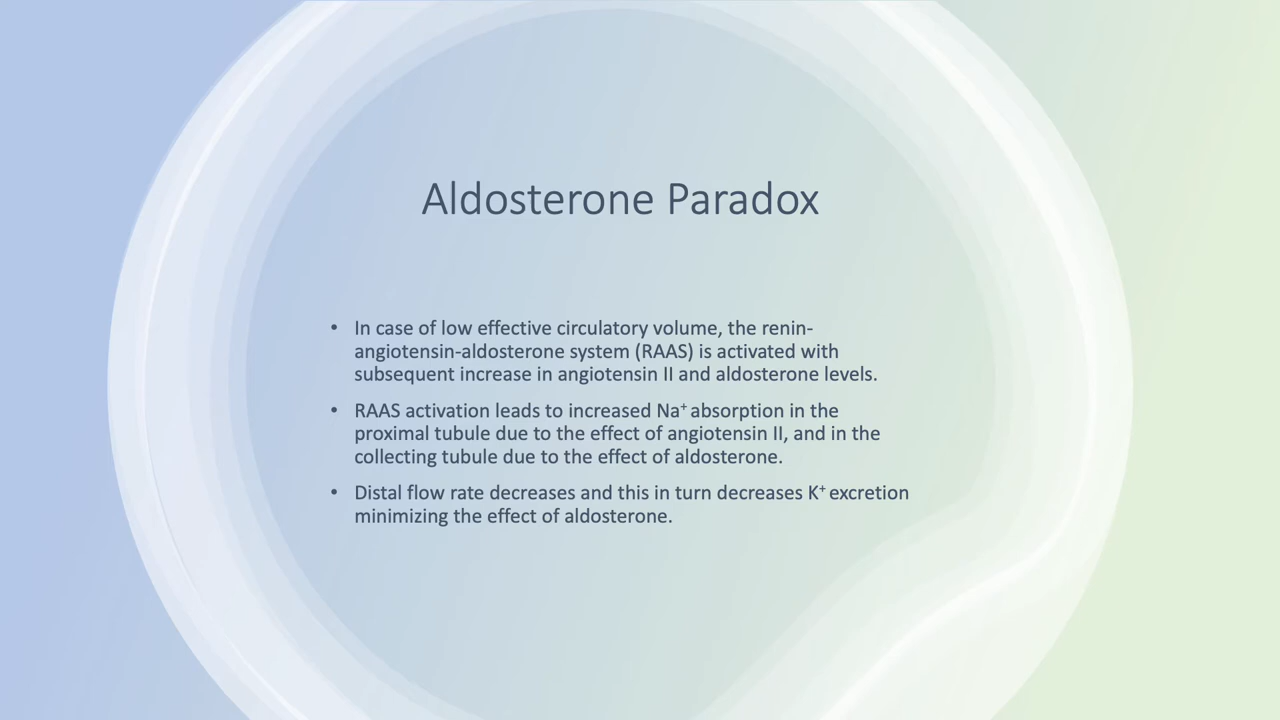 Aldosterone Paradox
• In case of low effective circulatory volume, the renin-
angiotensin-aldosterone system (RAAS) is activated with
subsequent increase in angiotensin II and aldosterone levels.
• RAAS activation leads to increased Na⁺ absorption in the
proximal tubule due to the effect of angiotensin II, and in the
collecting tubule due to the effect of aldosterone.
• Distal flow rate decreases and this in turn decreases K⁺ excretion
minimizing the effect of aldosterone.